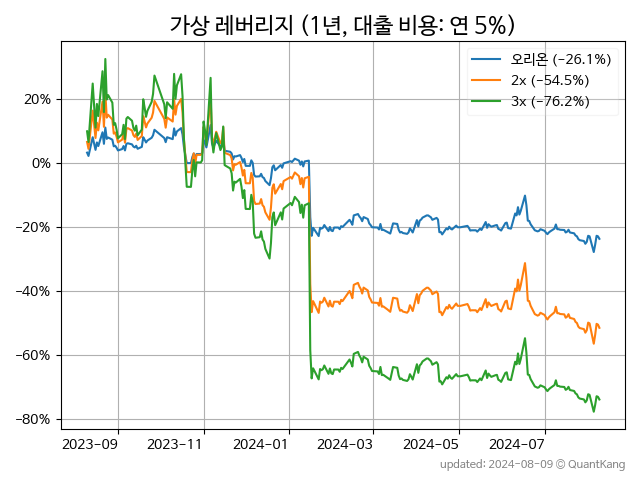 가상 레버리지 (1년, 대출 비용: 연 5%)
오리온 (−26.1%)
2x (−54.5%)
3x (−76.2%)
20%
0%
−20%
−40%
−60%
−80%
2023-09
2023-11
2024-01
2024-03
2024-05
2024-07
updated: 2024-08-09 © QuantKang